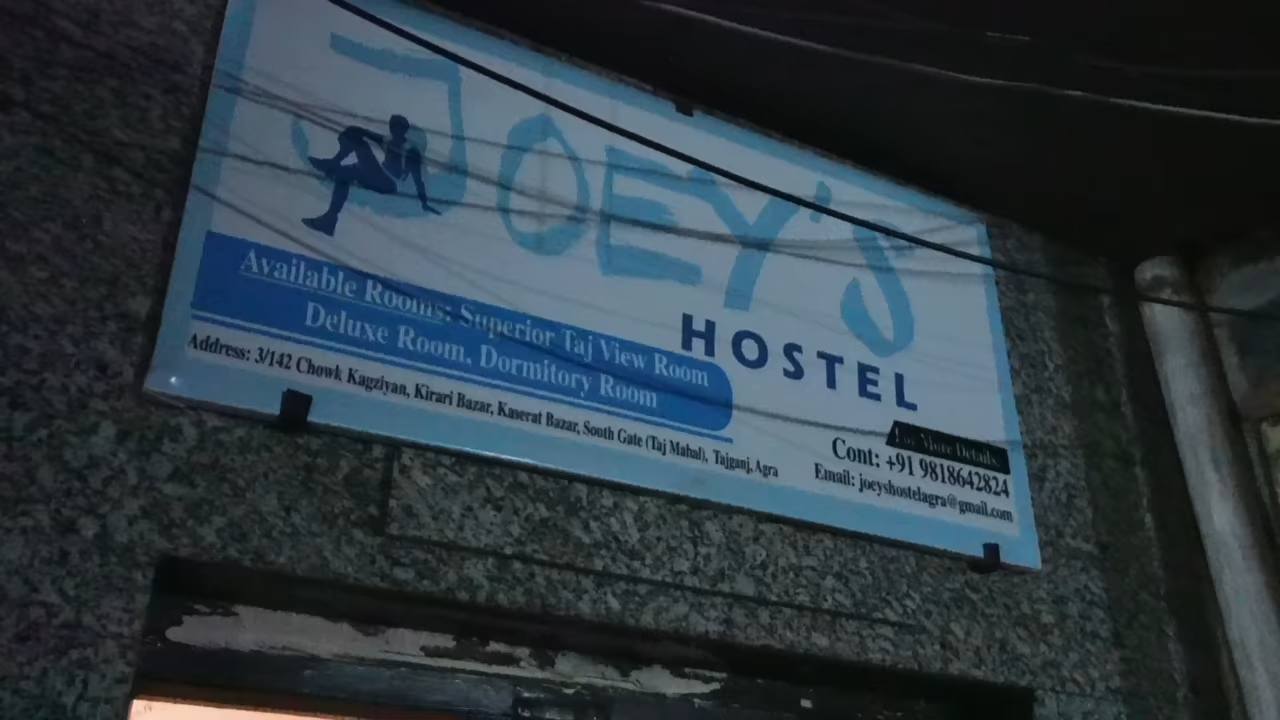 JOEY'S
HOSTEL
Available Rooms: Superior Taj View Room
Deluxe Room, Dormitory Room
Address: 3/142 Chowk Kagziyan, Kirari Bazar, Kaserat Bazar, South Gate (Taj Mahal), Tajganj, Agra
For More Details:
Cont: +91 9818642824
Email: joeyshostelagra@gmail.com